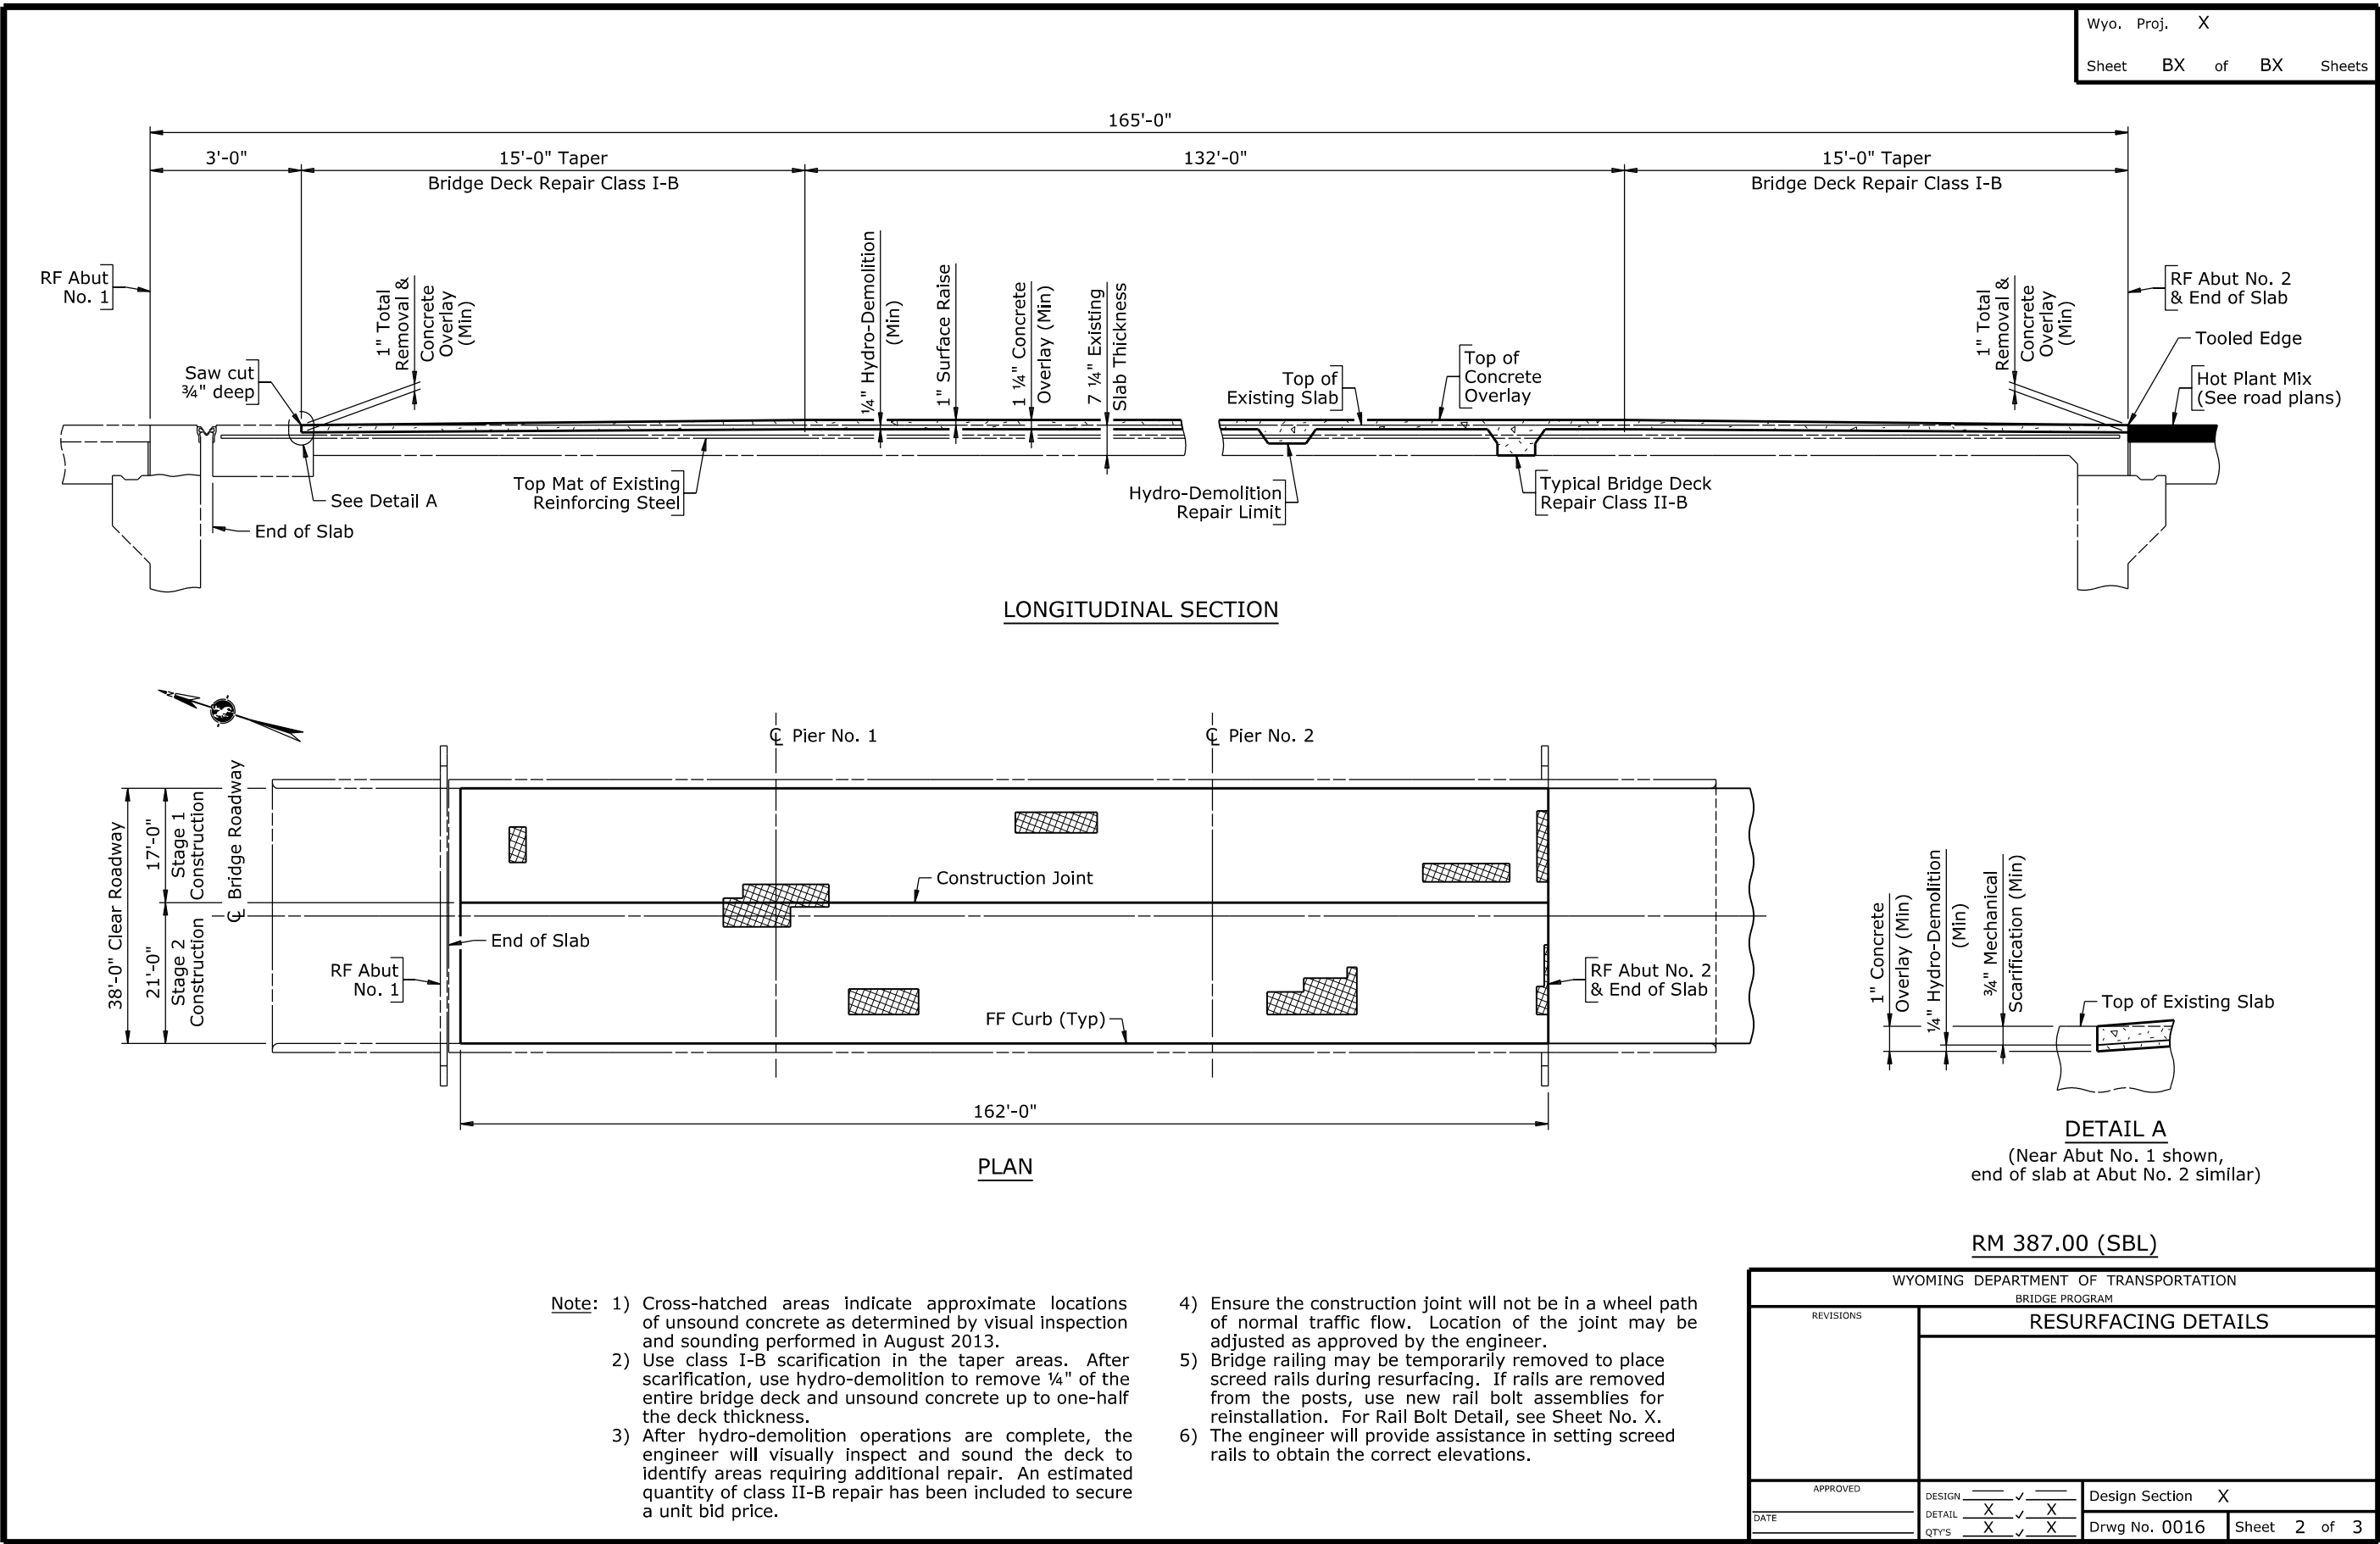 Wyo. Proj. X
Sheet BX of BX Sheets
165'-0"
3'-0"
15'-0" Taper
132'-0"
15'-0" Taper
Bridge Deck Repair Class I-B
Bridge Deck Repair Class I-B
RF Abut
No. 1
1" Total
Removal &
Concrete
Overlay
(Min)
¼" Hydro-Demolition
(Min)
1" Surface Raise
1 ¼" Concrete
Overlay (Min)
7 ¼" Existing
Slab Thickness
1" Total
Removal &
Concrete
Overlay
(Min)
RF Abut No. 2
& End of Slab
Tooled Edge
Saw cut
¾" deep
Top of
Existing Slab
Top of
Concrete
Overlay
Hot Plant Mix
(See road plans)
See Detail A
End of Slab
Top Mat of Existing
Reinforcing Steel
Hydro-Demolition
Repair Limit
Typical Bridge Deck
Repair Class II-B
LONGITUDINAL SECTION
℄ Pier No. 1
℄ Pier No. 2
38'-0" Clear Roadway
17'-0"
Stage 1
Construction
21'-0"
Stage 2
Construction
℄ Bridge Roadway
Construction Joint
End of Slab
RF Abut
No. 1
RF Abut No. 2
& End of Slab
FF Curb (Typ)
162'-0"
PLAN
1" Concrete
Overlay (Min)
¼" Hydro-Demolition
(Min)
¾" Mechanical
Scarification (Min)
Top of Existing Slab
DETAIL A
(Near Abut No. 1 shown,
end of slab at Abut No. 2 similar)
RM 387.00 (SBL)
Note: 1) Cross-hatched areas indicate approximate locations
of unsound concrete as determined by visual inspection
and sounding performed in August 2013.
2) Use class I-B scarification in the taper areas. After
scarification, use hydro-demolition to remove ¼" of the
entire bridge deck and unsound concrete up to one-half
the deck thickness.
3) After hydro-demolition operations are complete, the
engineer will visually inspect and sound the deck to
identify areas requiring additional repair. An estimated
quantity of class II-B repair has been included to secure
a unit bid price.
4) Ensure the construction joint will not be in a wheel path
of normal traffic flow. Location of the joint may be
adjusted as approved by the engineer.
5) Bridge railing may be temporarily removed to place
screed rails during resurfacing. If rails are removed
from the posts, use new rail bolt assemblies for
reinstallation. For Rail Bolt Detail, see Sheet No. X.
6) The engineer will provide assistance in setting screed
rails to obtain the correct elevations.
WYOMING DEPARTMENT OF TRANSPORTATION
BRIDGE PROGRAM
REVISIONS
RESURFACING DETAILS
APPROVED
DATE
DESIGN ✓
DETAIL X ✓ X
QTY'S X ✓ X
Design Section X
Drwg No. 0016
Sheet 2 of 3